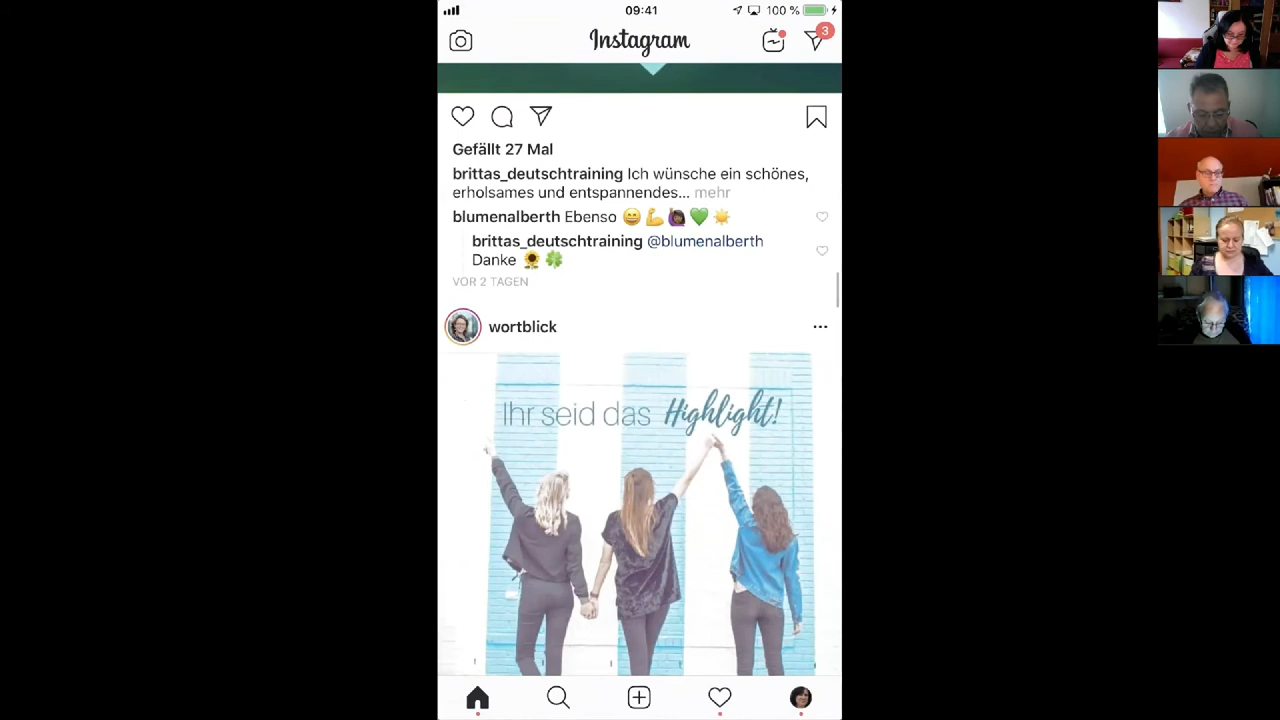 09:41
100 %
Instagram
3
Gefällt 27 Mal
brittas_deutschtraining Ich wünsche ein schönes,
erholsames und entspannendes... mehr
blumenalberth Ebenso 😄💪🙋🏾‍♀️💚☀️
brittas_deutschtraining @blumenalberth
Danke 🌻🍀
VOR 2 TAGEN
wortblick
Ihr seid das Highlight!